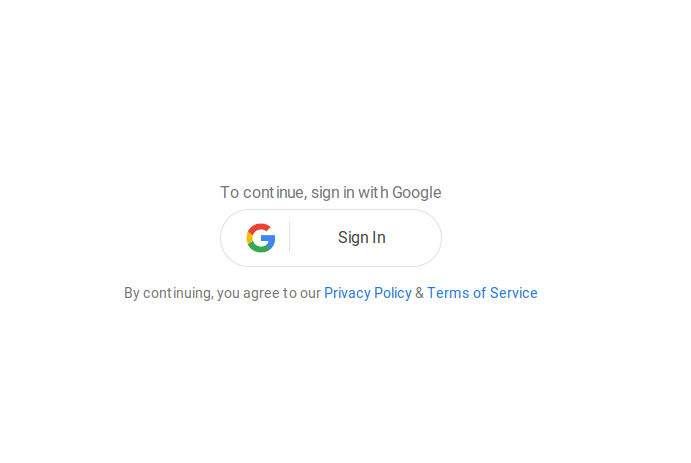 To continue, sign in with Google
Sign In
By continuing, you agree to our Privacy Policy & Terms of Service